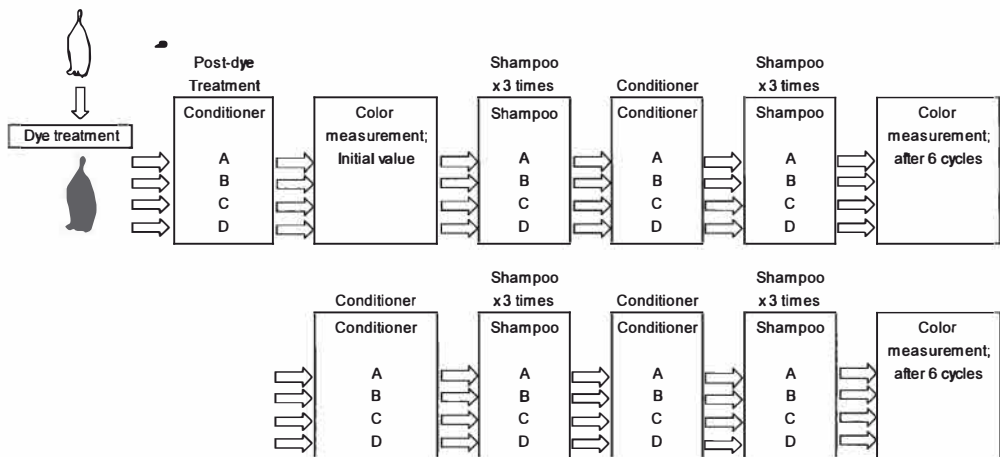 Post-dye
Treatment
Shampoo
x 3 times
Conditioner
Shampoo
x 3 times
Dye treatment
Conditioner
A
B
C
D
Color
measurement;
Initial value
Shampoo
A
B
C
D
Conditioner
A
B
C
D
Shampoo
A
B
C
D
Color
measurement;
after 6 cycles
Conditioner
Shampoo
x 3 times
Conditioner
Shampoo
x 3 times
Conditioner
A
B
C
D
Shampoo
A
B
C
D
Conditioner
A
B
C
D
Shampoo
A
B
C
D
Color
measurement;
after 6 cycles